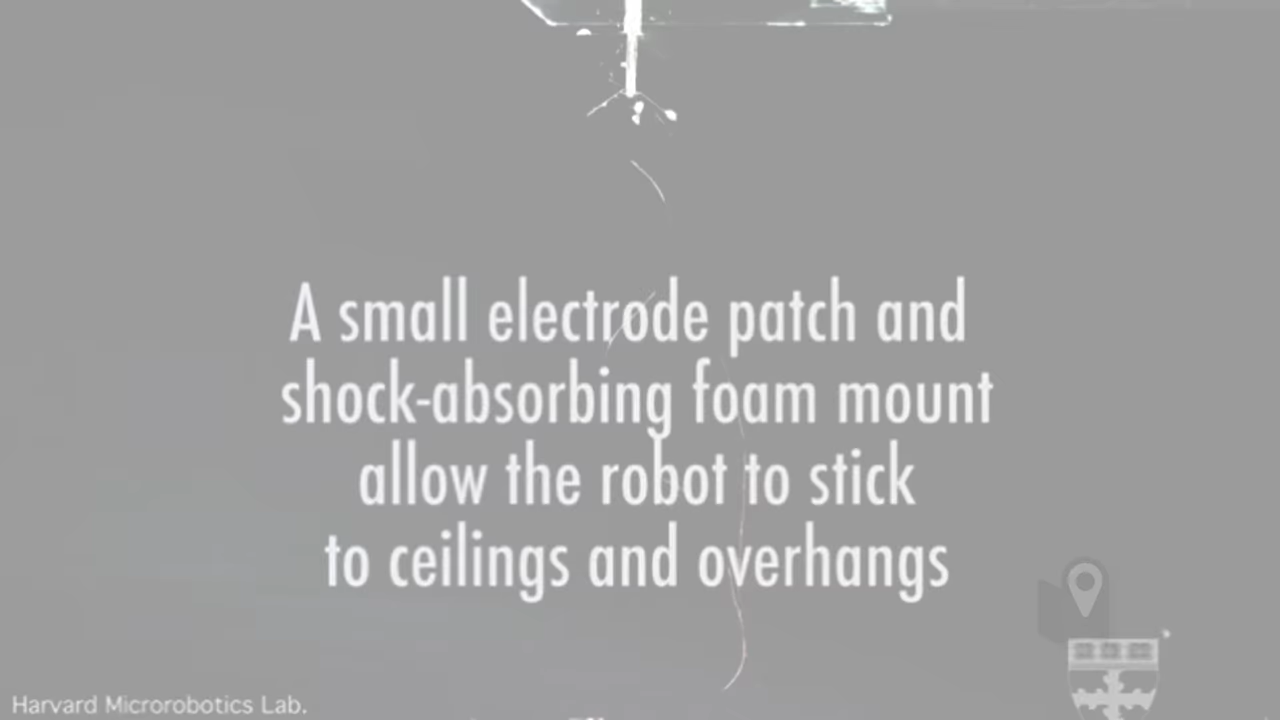 A small electrode patch and
shock-absorbing foam mount
allow the robot to stick
to ceilings and overhangs
Harvard Microrobotics Lab.